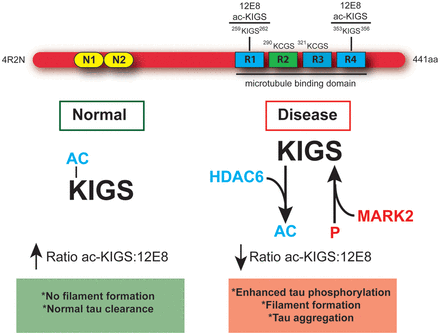 12E8
ac-KIGS
259KIGS262
12E8
ac-KIGS
353KIGS356
290KCGS
321KCGS
4R2N
N1
N2
R1
R2
R3
R4
441aa
microtubule binding domain
Normal
Disease
AC
KIGS
KIGS
HDAC6
MARK2
AC
P
Ratio ac-KIGS:12E8
Ratio ac-KIGS:12E8
*No filament formation
*Normal tau clearance
*Enhanced tau phosphorylation
*Filament formation
*Tau aggregation